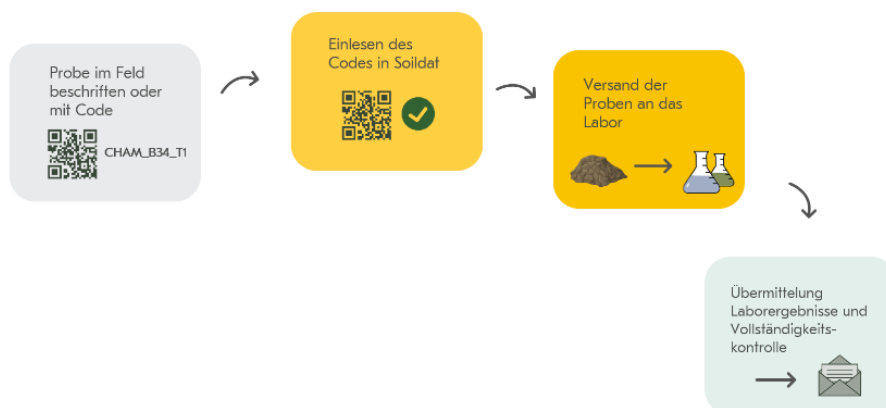 Probe im Feld
beschriften oder
mit Code
CHAM_B34_T1
Einlesen des
Codes in Soildat
Versand der
Proben an das
Labor
Übermittelung
Laborergebnisse und
Vollständigkeits-
kontrolle